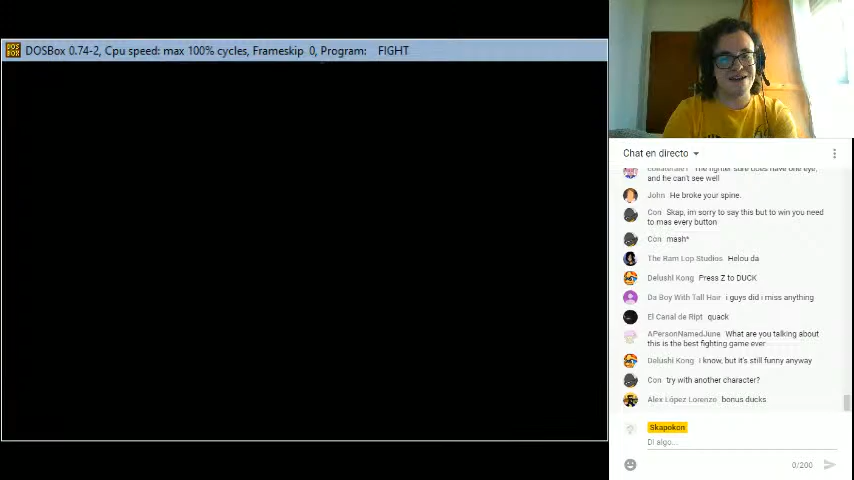 DOSBox 0.74-2, Cpu speed: max 100% cycles, Frameskip 0, Program: FIGHT
Chat en directo
The fighter sure does have one eye,
and he can't see well
John He broke your spine.
Con Skap, im sorry to say this but to win you need
to mas every button
Con mash*
The Ram Lop Studios Helou da
Delushi Kong Press Z to DUCK
Da Boy With Tall Hair i guys did i miss anything
El Canal de Ript quack
APersonNamedJune What are you talking about
this is the best fighting game ever
Delushi Kong I know, but it's still funny anyway
Con try with another character?
Alex López Lorenzo bonus ducks
Skapokon
Di algo...
0/200